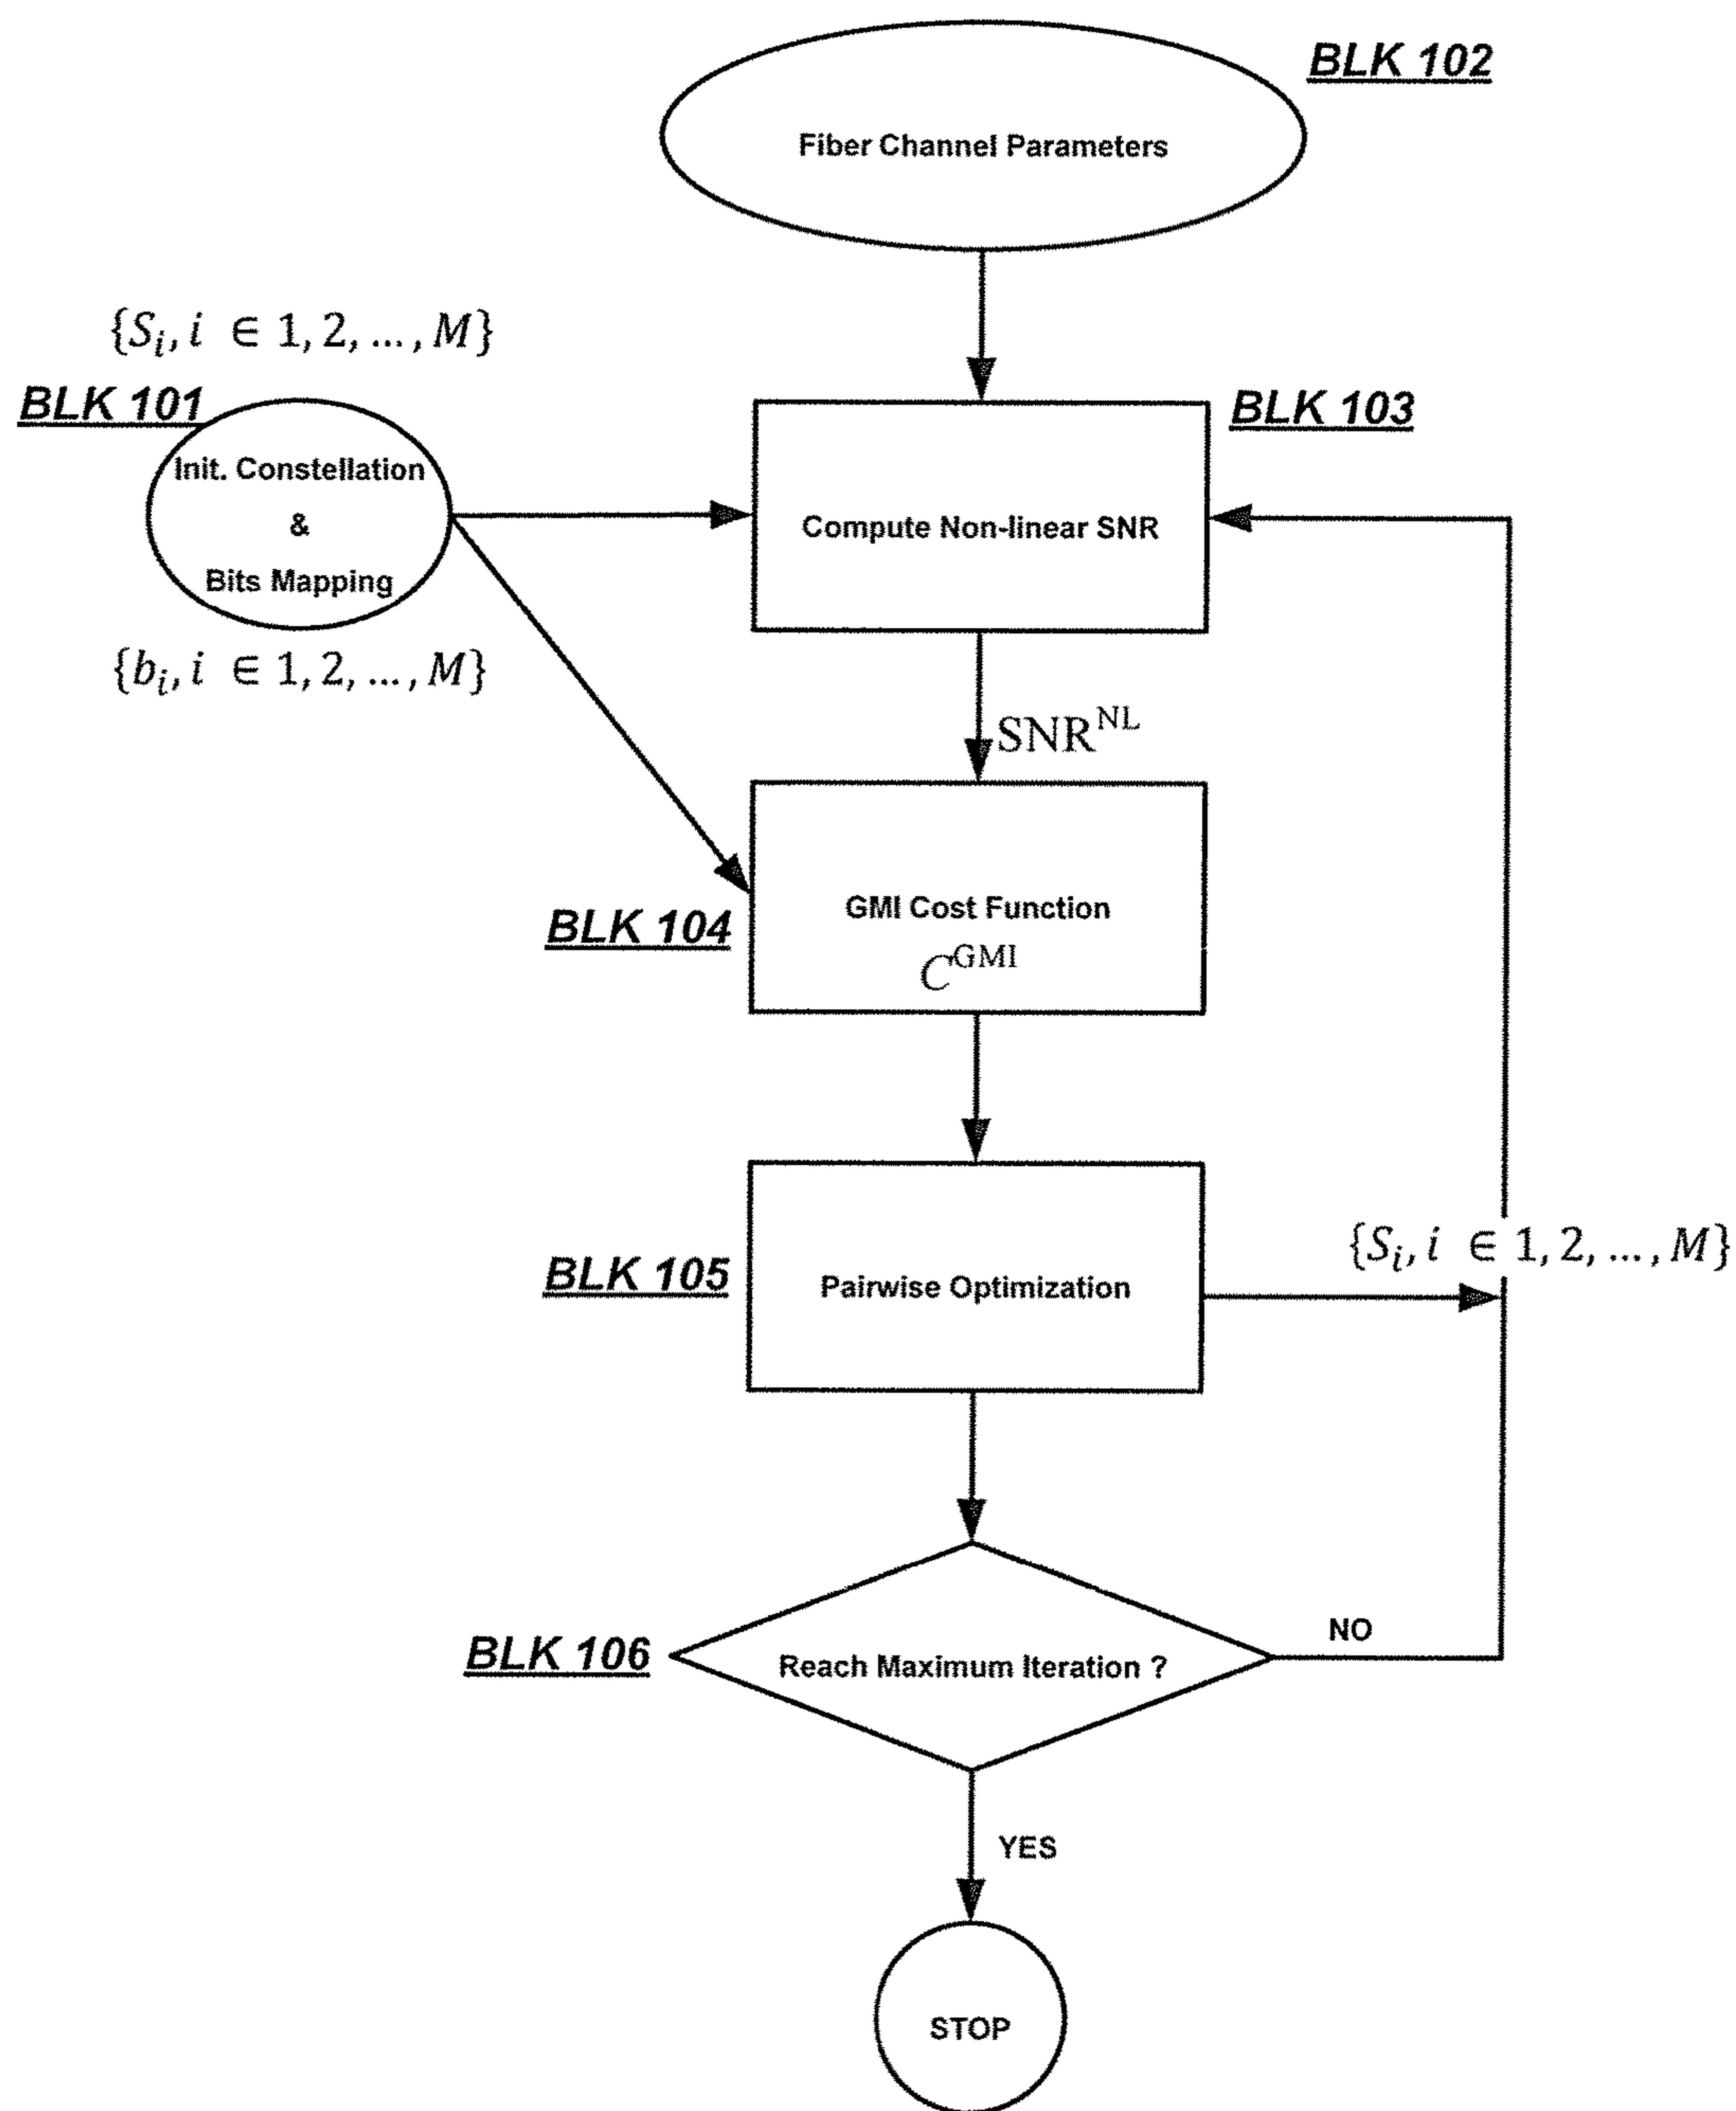 BLK 102
Fiber Channel Parameters
{S_i, i ∈ 1, 2, ..., M}
BLK 101
Init. Constellation
&
Bits Mapping
{b_i, i ∈ 1, 2, ..., M}
BLK 103
Compute Non-linear SNR
SNR^NL
BLK 104
GMI Cost Function
C^GMI
BLK 105
Pairwise Optimization
{S_i, i ∈ 1, 2, ..., M}
BLK 106
Reach Maximum Iteration ?
NO
YES
STOP